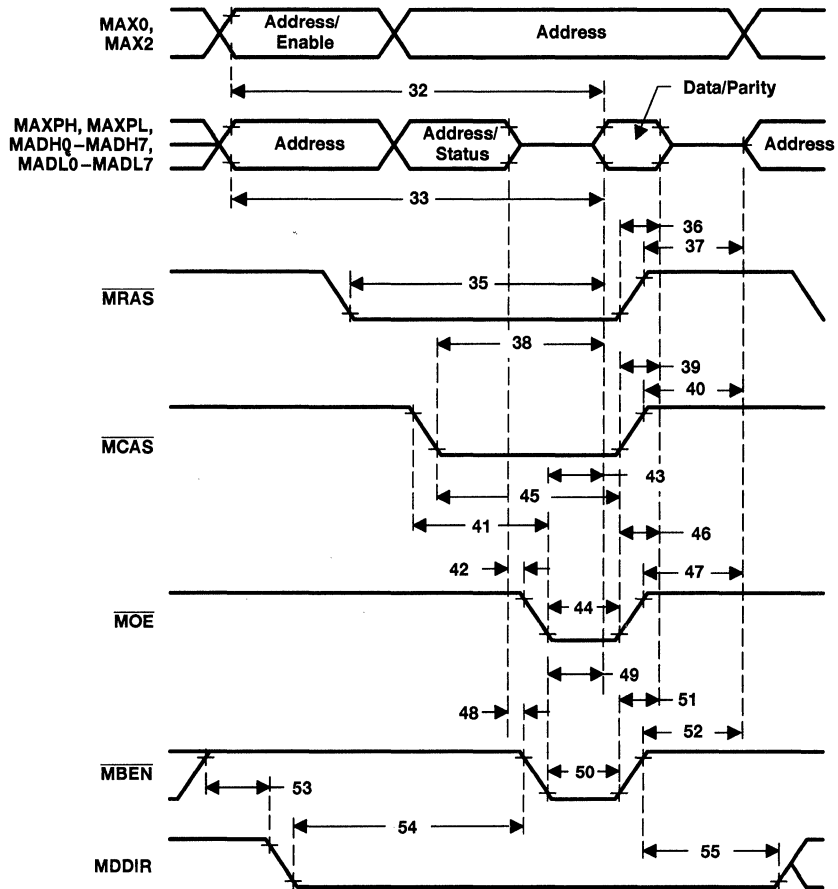 MAX0,
MAX2
Address/
Enable
Address
32
Data/Parity
MAXPH, MAXPL,
MADH0–MADH7,
MADL0–MADL7
Address
Address/
Status
Address
33
36
37
MRAS
35
38
39
40
MCAS
43
45
41
46
42
47
MOE
44
49
48
51
52
MBEN
50
53
54
55
MDDIR